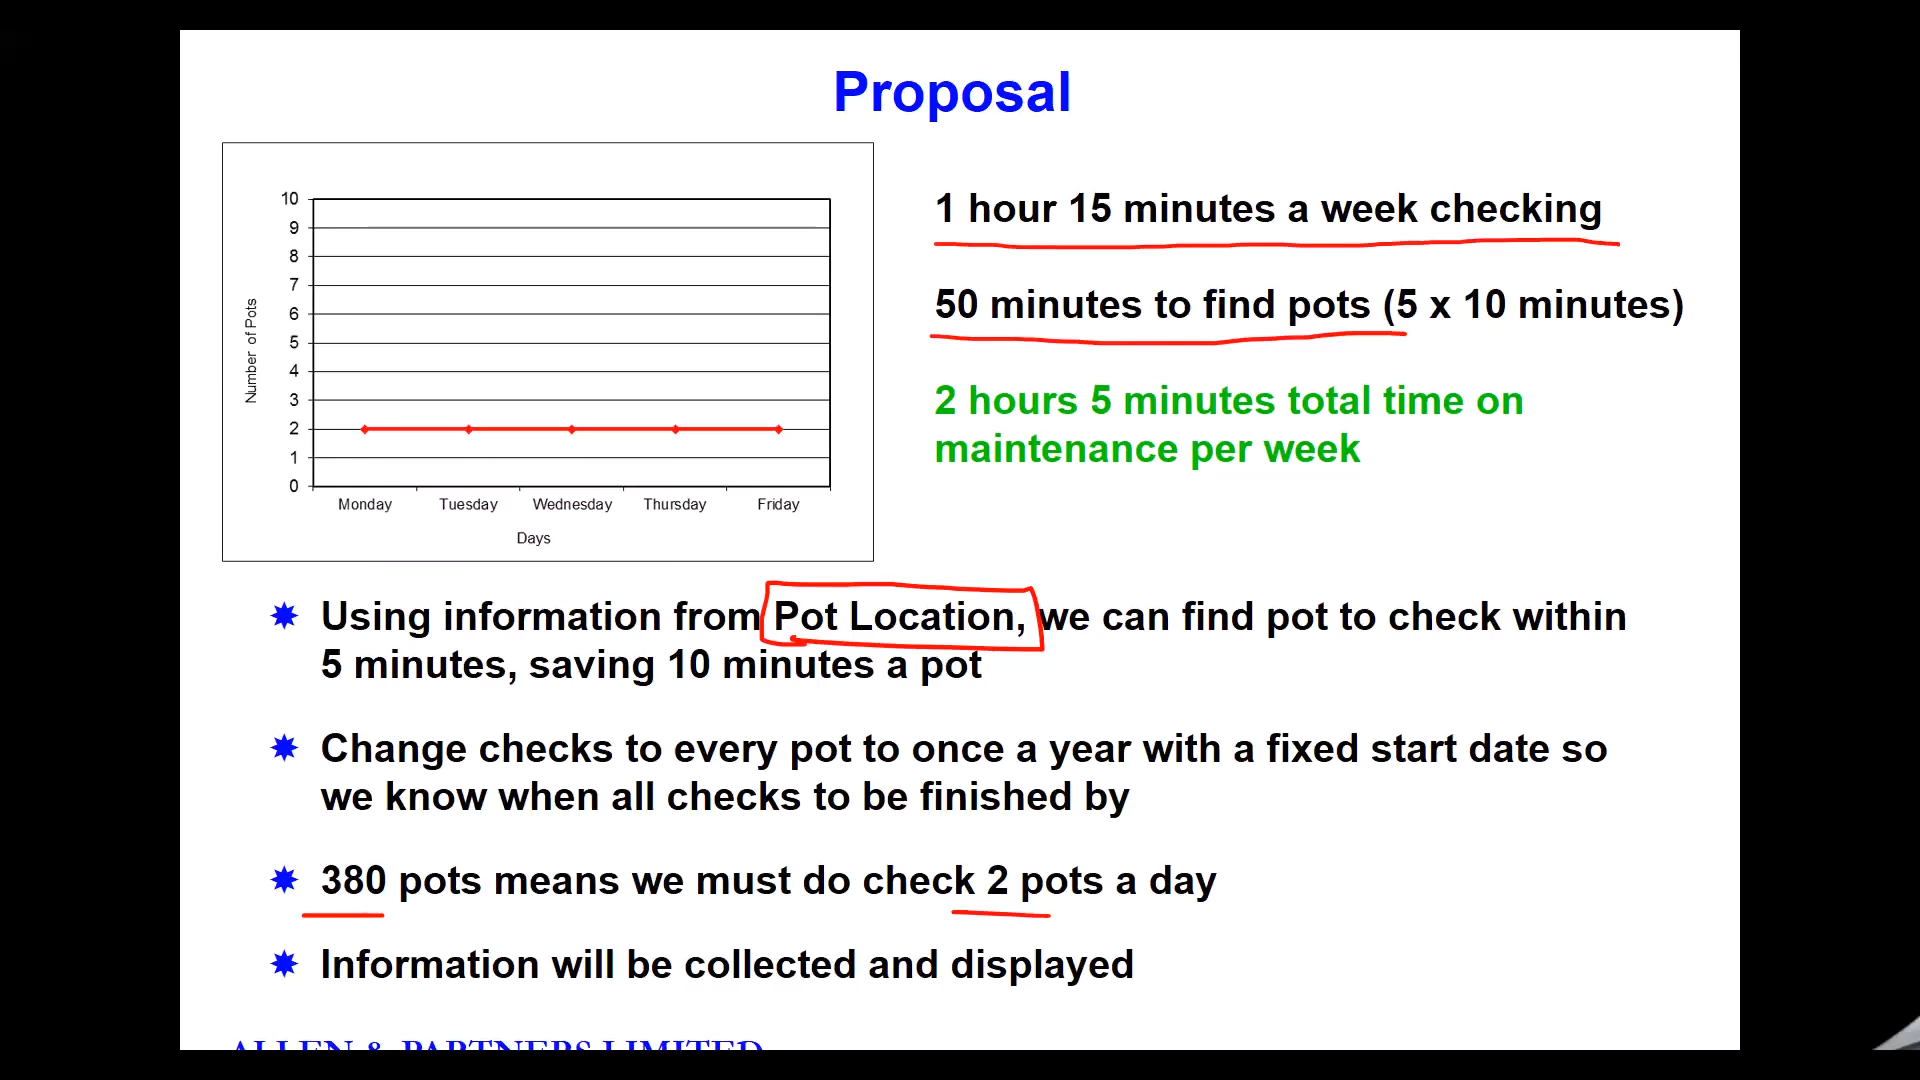 Proposal
10
9
8
7
6
5
4
3
2
1
0
Number of Pots
Monday Tuesday Wednesday Thursday Friday
Days
1 hour 15 minutes a week checking
50 minutes to find pots (5 x 10 minutes)
2 hours 5 minutes total time on
maintenance per week
Using information from Pot Location, we can find pot to check within
5 minutes, saving 10 minutes a pot
Change checks to every pot to once a year with a fixed start date so
we know when all checks to be finished by
380 pots means we must do check 2 pots a day
Information will be collected and displayed
ALLEN & PARTNERS LIMITED